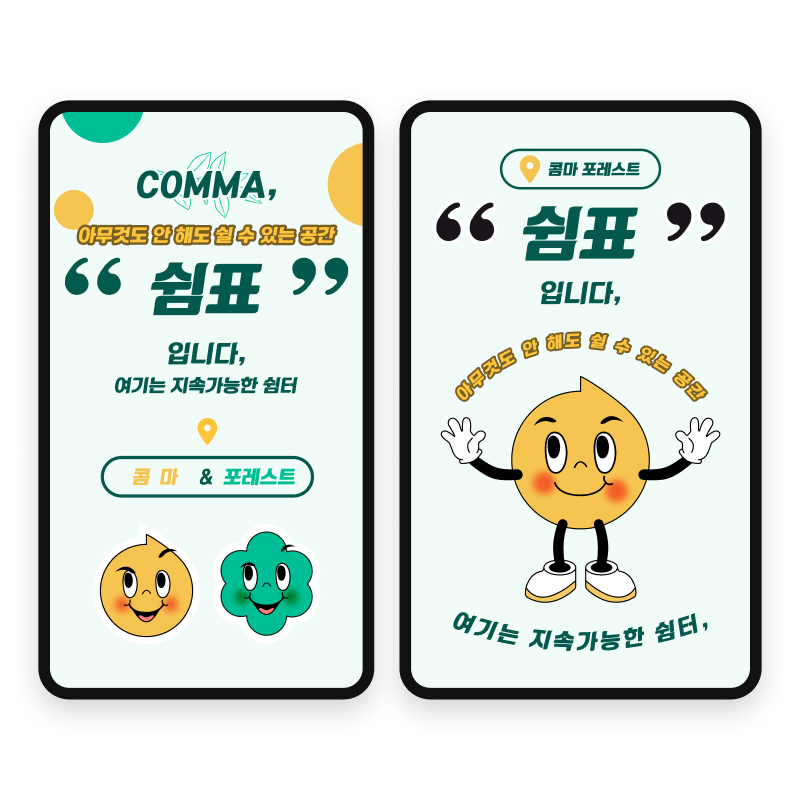 COMMA,
아무것도 안 해도 쉴 수 있는 공간
“ 쉼표 ”
입니다,
여기는 지속가능한 쉼터
콤 마 & 포레스트
콤마 포레스트
“ 쉼표 ”
입니다,
아무것도 안 해도 쉴 수 있는 공간
여기는 지속가능한 쉼터,